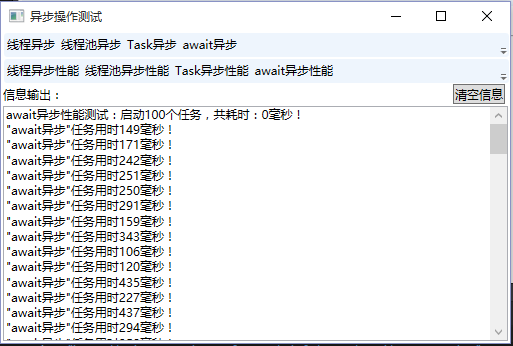 异步操作测试
线程异步 线程池异步 Task异步 await异步
线程异步性能 线程池异步性能 Task异步性能 await异步性能
信息输出： 清空信息
await异步性能测试：启动100个任务，共耗时：0毫秒！
"await异步"任务用时149毫秒！
"await异步"任务用时171毫秒！
"await异步"任务用时242毫秒！
"await异步"任务用时251毫秒！
"await异步"任务用时250毫秒！
"await异步"任务用时291毫秒！
"await异步"任务用时159毫秒！
"await异步"任务用时343毫秒！
"await异步"任务用时106毫秒！
"await异步"任务用时120毫秒！
"await异步"任务用时435毫秒！
"await异步"任务用时227毫秒！
"await异步"任务用时437毫秒！
"await异步"任务用时294毫秒！